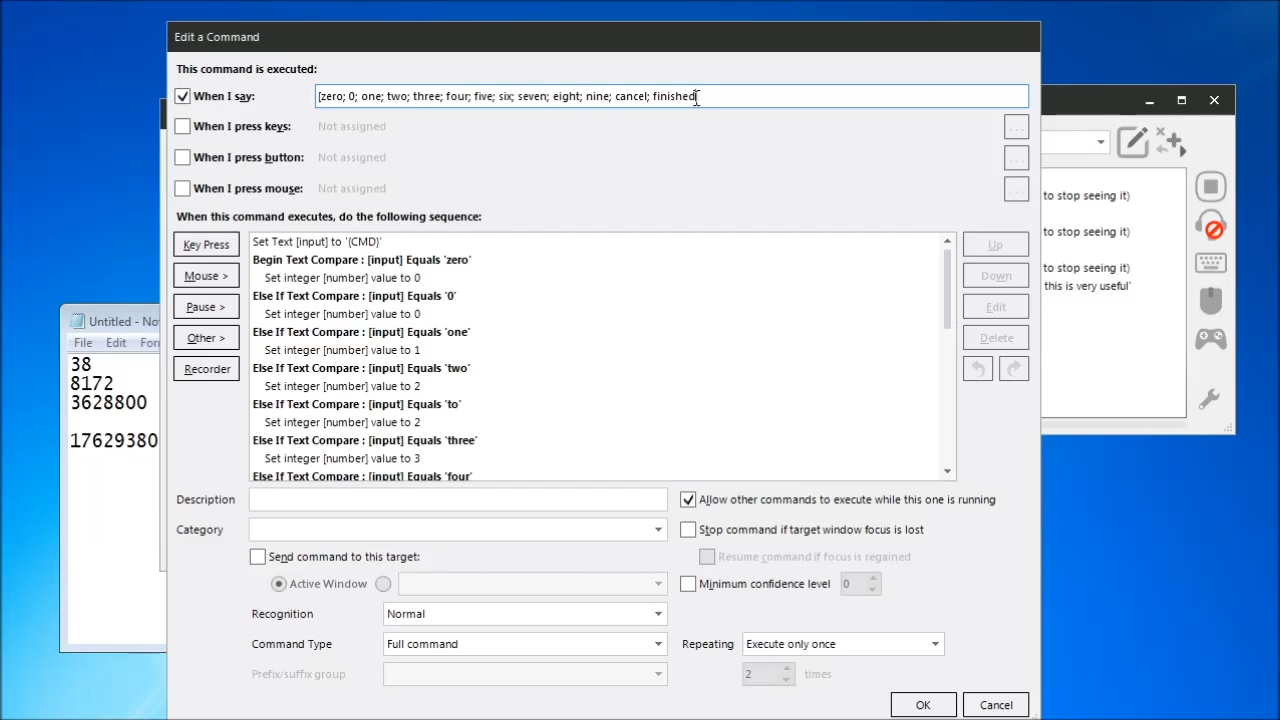 Edit a Command
This command is executed:
When I say: [zero; 0; one; two; three; four; five; six; seven; eight; nine; cancel; finished]
When I press keys: Not assigned ...
When I press button: Not assigned ...
When I press mouse: Not assigned ...
When this command executes, do the following sequence:
Key Press
Mouse >
Pause >
Other >
Recorder
Set Text [input] to '{CMD}'
Begin Text Compare : [input] Equals 'zero'
Set integer [number] value to 0
Else If Text Compare : [input] Equals '0'
Set integer [number] value to 0
Else If Text Compare : [input] Equals 'one'
Set integer [number] value to 1
Else If Text Compare : [input] Equals 'two'
Set integer [number] value to 2
Else If Text Compare : [input] Equals 'to'
Set integer [number] value to 2
Else If Text Compare : [input] Equals 'three'
Set integer [number] value to 3
Else If Text Compare : [input] Equals 'four'
Up
Down
Edit
Delete
Description
Category
Allow other commands to execute while this one is running
Stop command if target window focus is lost
Resume command if focus is regained
Send command to this target:
Active Window
Minimum confidence level 0
Recognition Normal
Command Type Full command
Repeating Execute only once
Prefix/suffix group
2 times
OK
Cancel
Untitled - No
File Edit Fon
38
8172
3628800
17629380
to stop seeing it)
to stop seeing it)
to stop seeing it)
this is very useful'